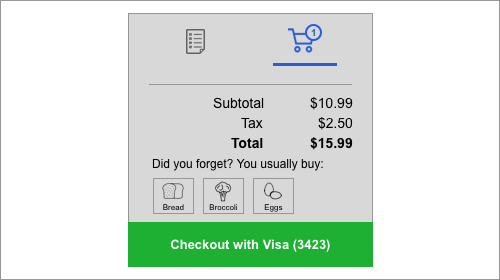 1
Subtotal $10.99
Tax $2.50
Total $15.99
Did you forget? You usually buy:
Bread Broccoli Eggs
Checkout with Visa (3423)